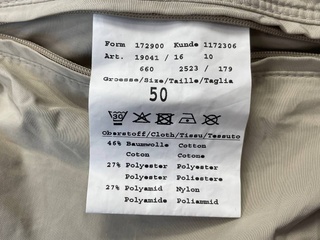 Form 172900 Kunde 1172306
Art. 19041 / 16 10
660 2523 / 179
Groesse/Size/Taille/Taglia
50
30
Oberstoff/Cloth/Tissu/Tessuto
46% Baumwolle Cotton
Coton Cotone
27% Polyester Polyester
Polyester Poliestere
27% Polyamid Nylon
Polyamide Poliammid